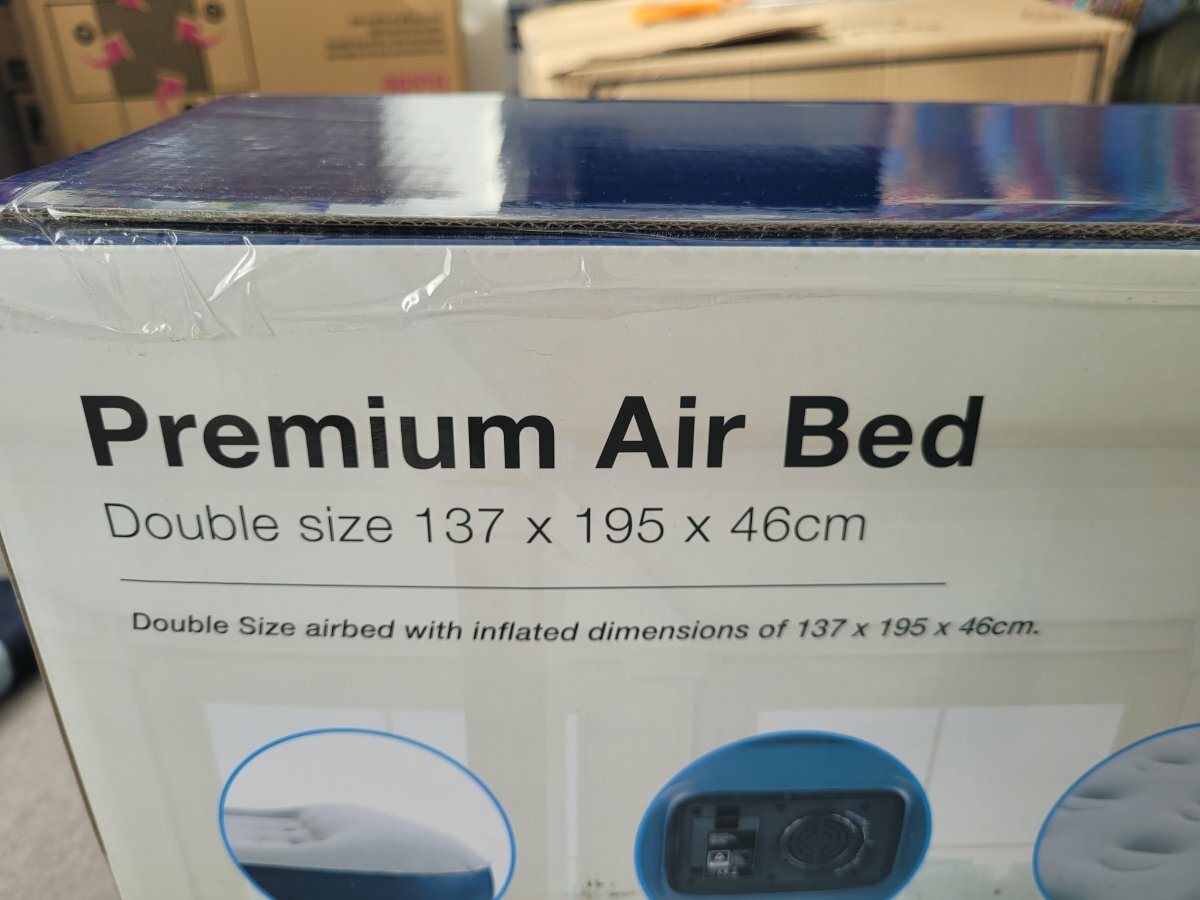 Premium Air Bed
Double size 137 x 195 x 46cm
Double Size airbed with inflated dimensions of 137 x 195 x 46cm.